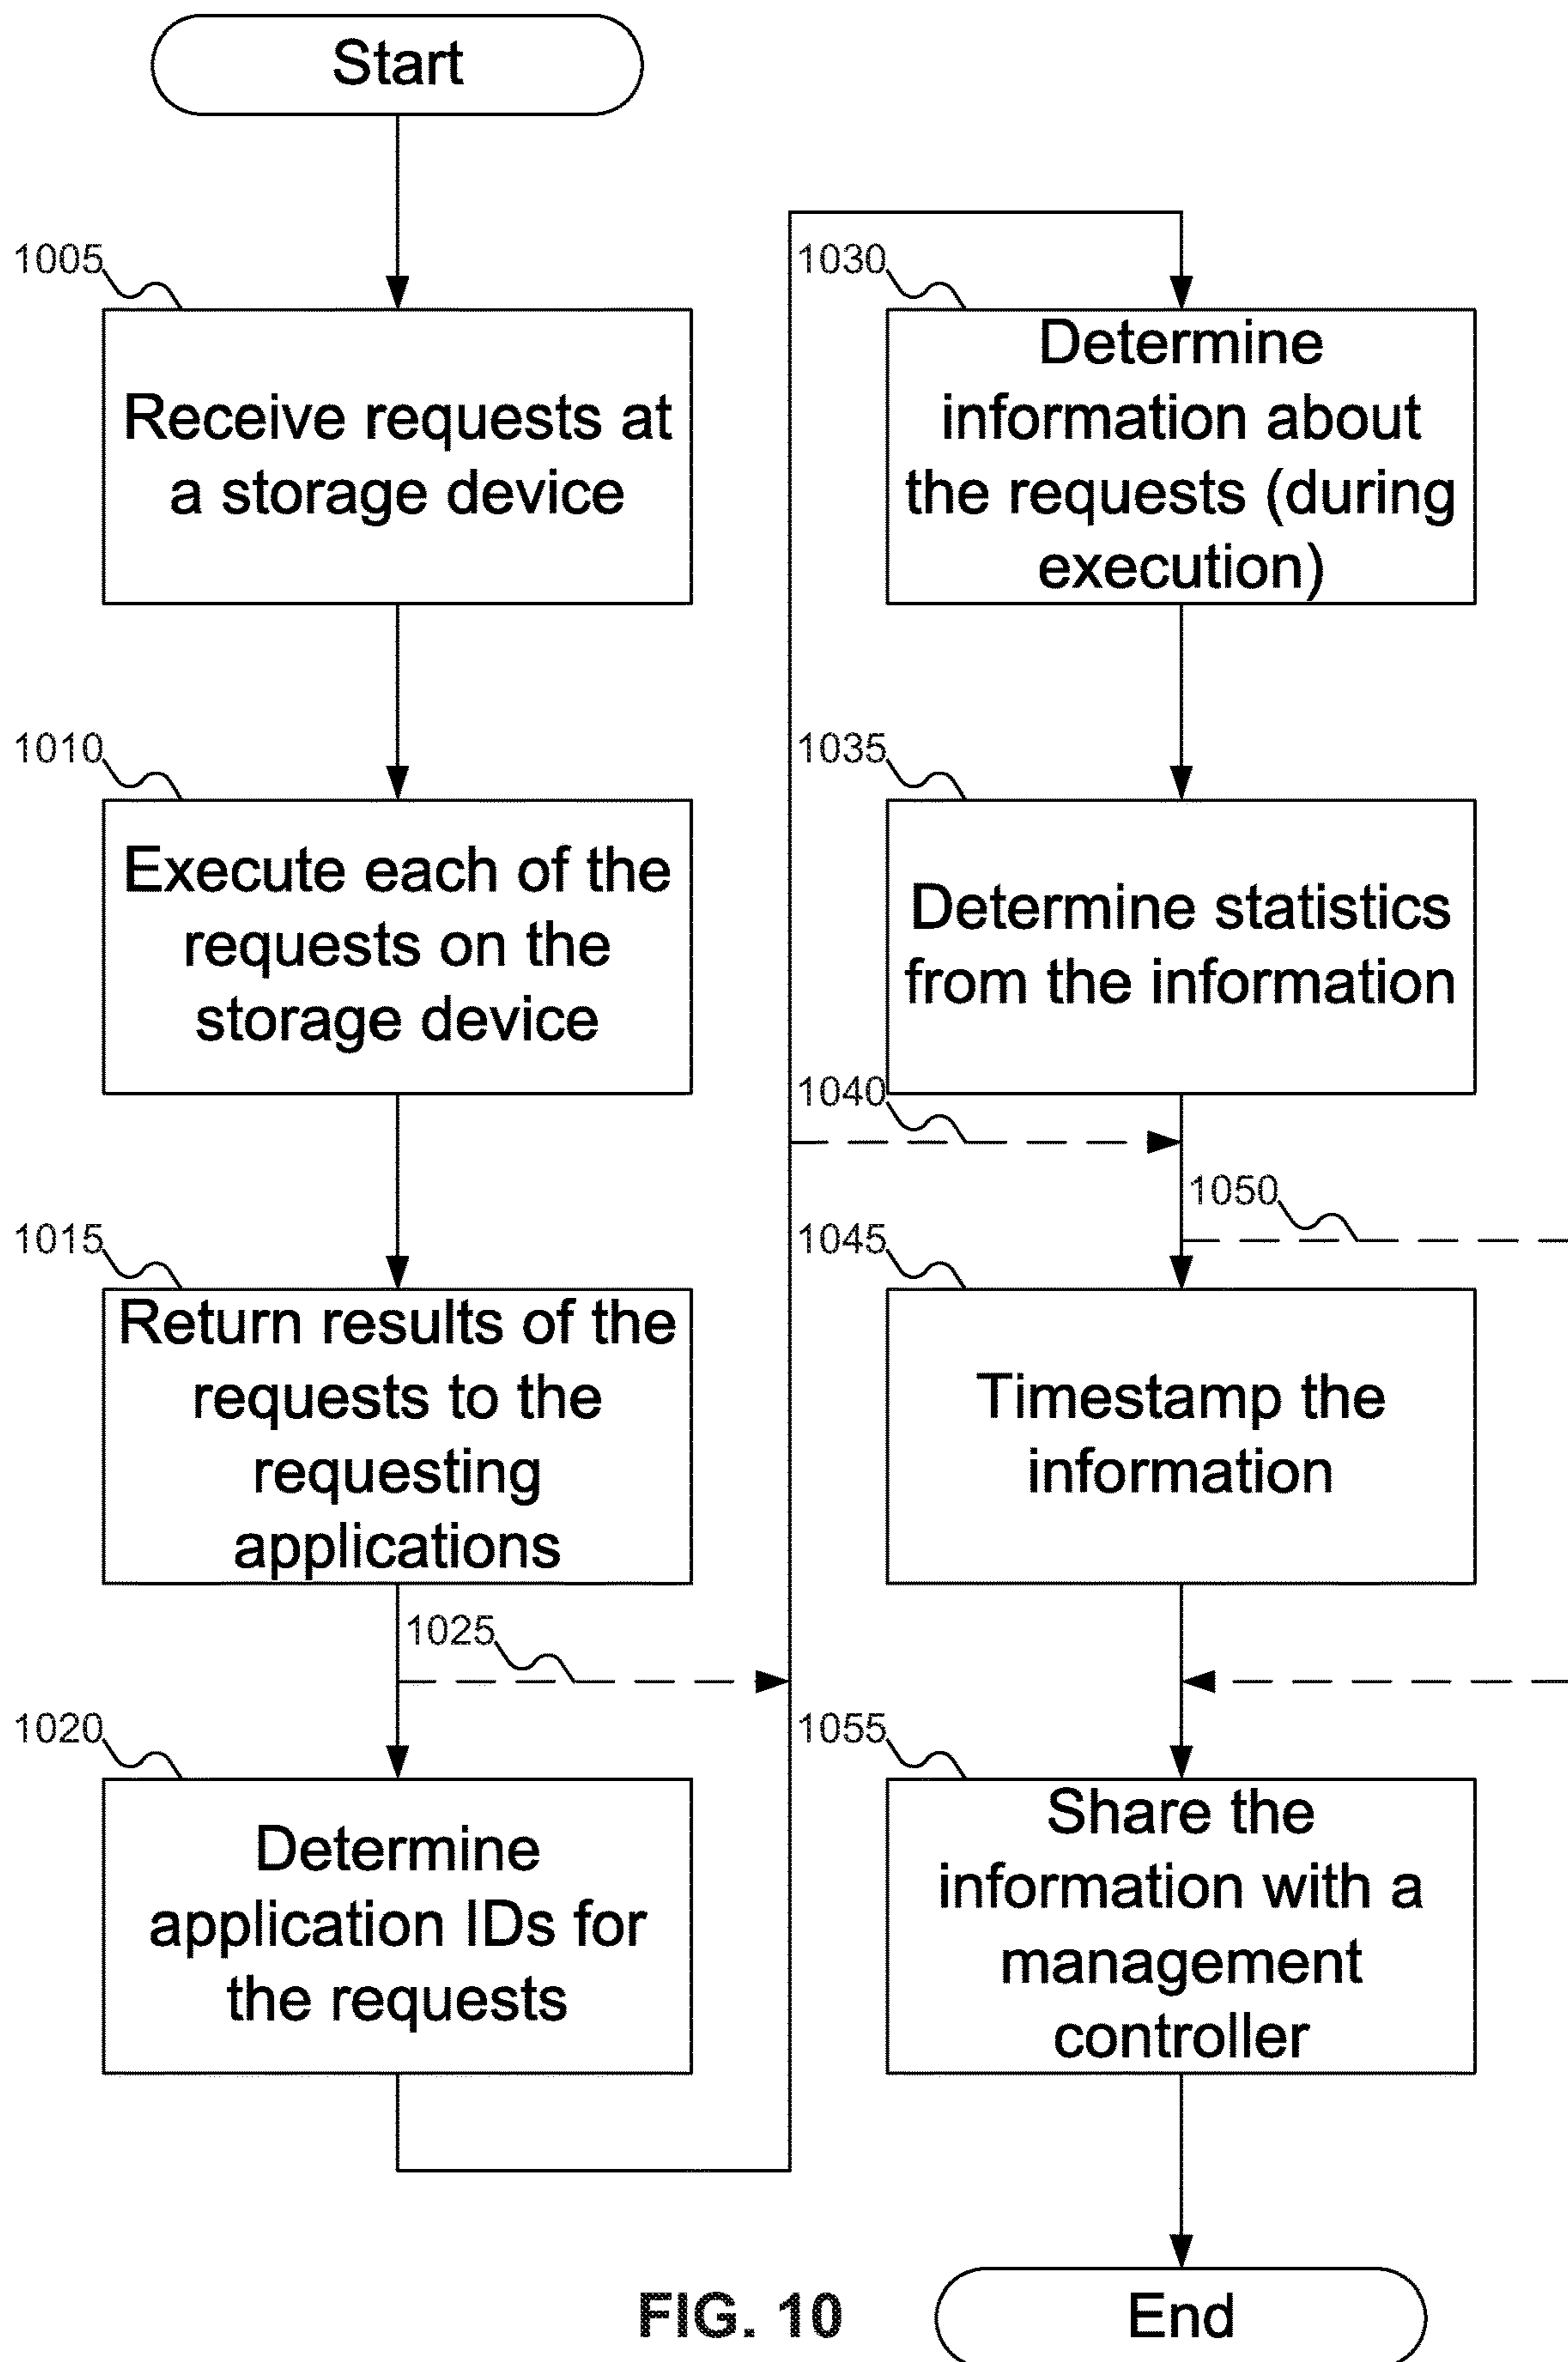 Start
1005
Receive requests at
a storage device
1010
Execute each of the
requests on the
storage device
1015
Return results of the
requests to the
requesting
applications
1025
1020
Determine
application IDs for
the requests
1030
Determine
information about
the requests (during
execution)
1035
Determine statistics
from the information
1040
1050
1045
Timestamp the
information
1055
Share the
information with a
management
controller
End
FIG. 10